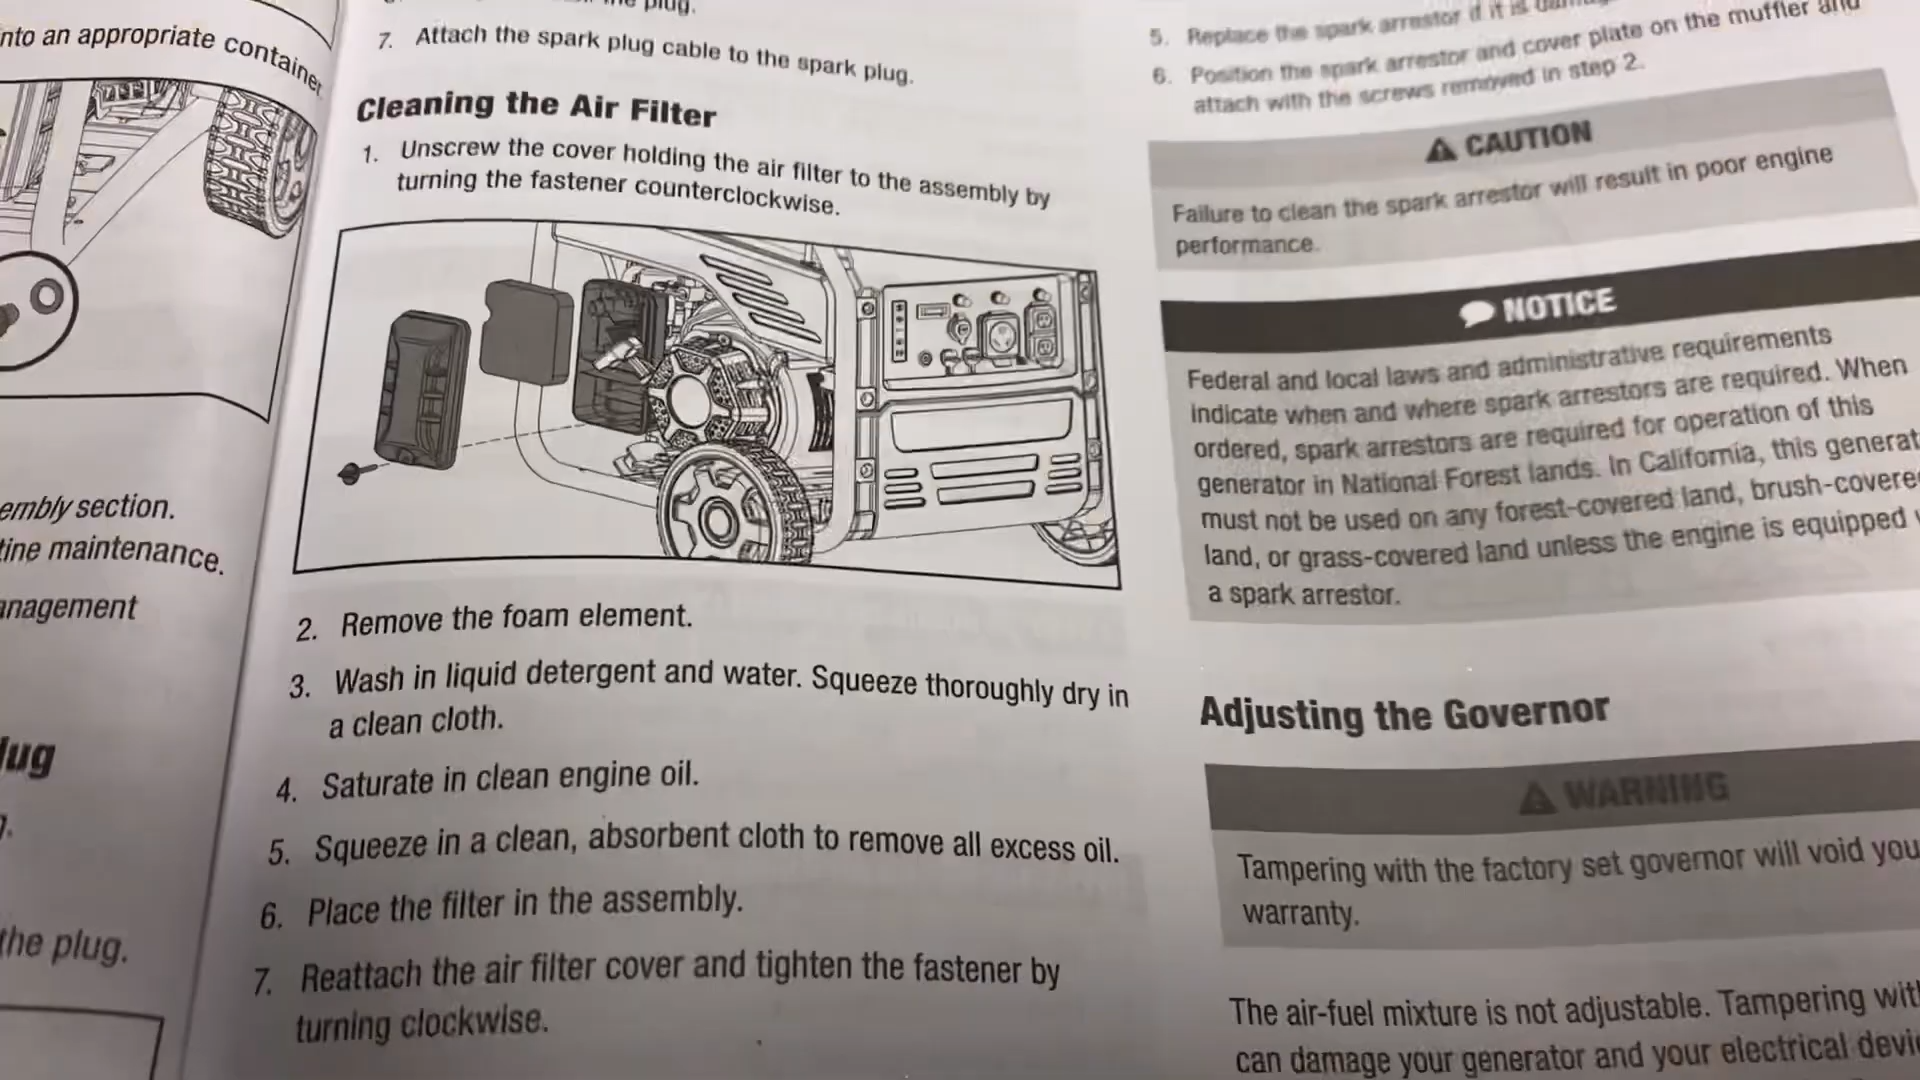 nto an appropriate container
embly section.
tine maintenance.
anagement
lug
the plug.
the plug.
7. Attach the spark plug cable to the spark plug.
Cleaning the Air Filter
1. Unscrew the cover holding the air filter to the assembly by
turning the fastener counterclockwise.
2. Remove the foam element.
3. Wash in liquid detergent and water. Squeeze thoroughly dry in
a clean cloth.
4. Saturate in clean engine oil.
5. Squeeze in a clean, absorbent cloth to remove all excess oil.
6. Place the filter in the assembly.
7. Reattach the air filter cover and tighten the fastener by
turning clockwise.
5. Replace the spark arrestor if it is
6. Position the spark arrestor and cover plate on the muffler and
attach with the screws removed in step 2.
CAUTION
Failure to clean the spark arrestor will result in poor engine
performance.
NOTICE
Federal and local laws and administrative requirements
indicate when and where spark arrestors are required. When
ordered, spark arrestors are required for operation of this
generator in National Forest lands. In California, this generat
must not be used on any forest-covered land, brush-covere
land, or grass-covered land unless the engine is equipped
a spark arrestor.
Adjusting the Governor
WARNING
Tampering with the factory set governor will void you
warranty.
The air-fuel mixture is not adjustable. Tampering wit
can damage your generator and your electrical devi